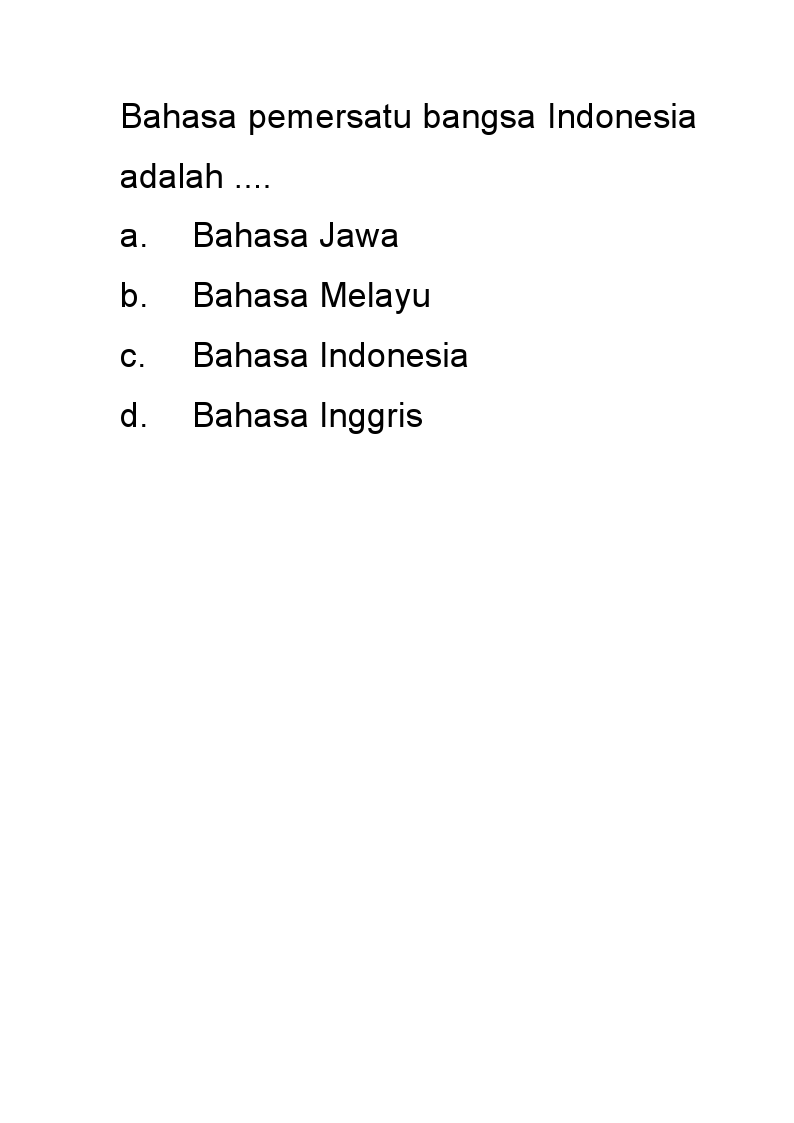 Bahasa pemersatu bangsa Indonesia
adalah ....
a. Bahasa Jawa
b. Bahasa Melayu
c. Bahasa Indonesia
d. Bahasa Inggris